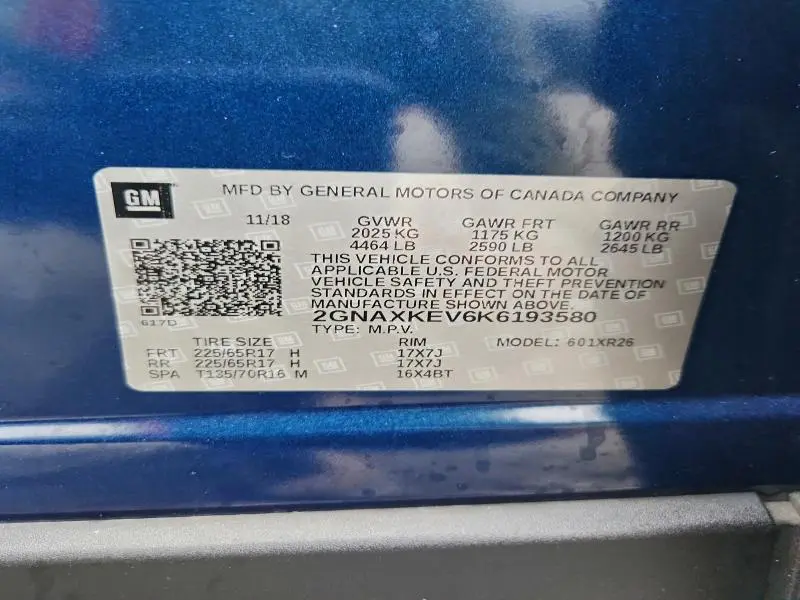 GM
MFD BY GENERAL MOTORS OF CANADA COMPANY
11/18 GVWR GAWR FRT GAWR RR
2025 KG 1175 KG 1200 KG
4464 LB 2590 LB 2645 LB
THIS VEHICLE CONFORMS TO ALL
APPLICABLE U.S. FEDERAL MOTOR
VEHICLE SAFETY AND THEFT PREVENTION
STANDARDS IN EFFECT ON THE DATE OF
MANUFACTURE SHOWN ABOVE.
617D 2GNAXKEV6K6193580
TYPE: M.P.V. MODEL: 601XR26
TIRE SIZE RIM
FRT 225/65R17 H 17X7J
RR 225/65R17 H 17X7J
SPA T135/70R16 M 16X4BT